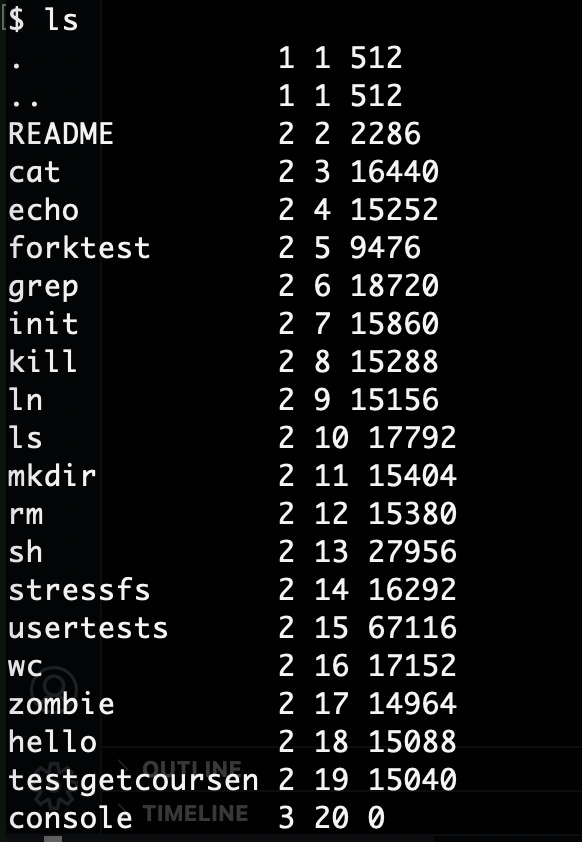 $ ls
. 1 1 512
.. 1 1 512
README 2 2 2286
cat 2 3 16440
echo 2 4 15252
forktest 2 5 9476
grep 2 6 18720
init 2 7 15860
kill 2 8 15288
ln 2 9 15156
ls 2 10 17792
mkdir 2 11 15404
rm 2 12 15380
sh 2 13 27956
stressfs 2 14 16292
usertests 2 15 67116
wc 2 16 17152
zombie 2 17 14964
hello 2 18 15088
OUTLINE
testgetcoursen 2 19 15040
TIMELINE
console 3 20 0